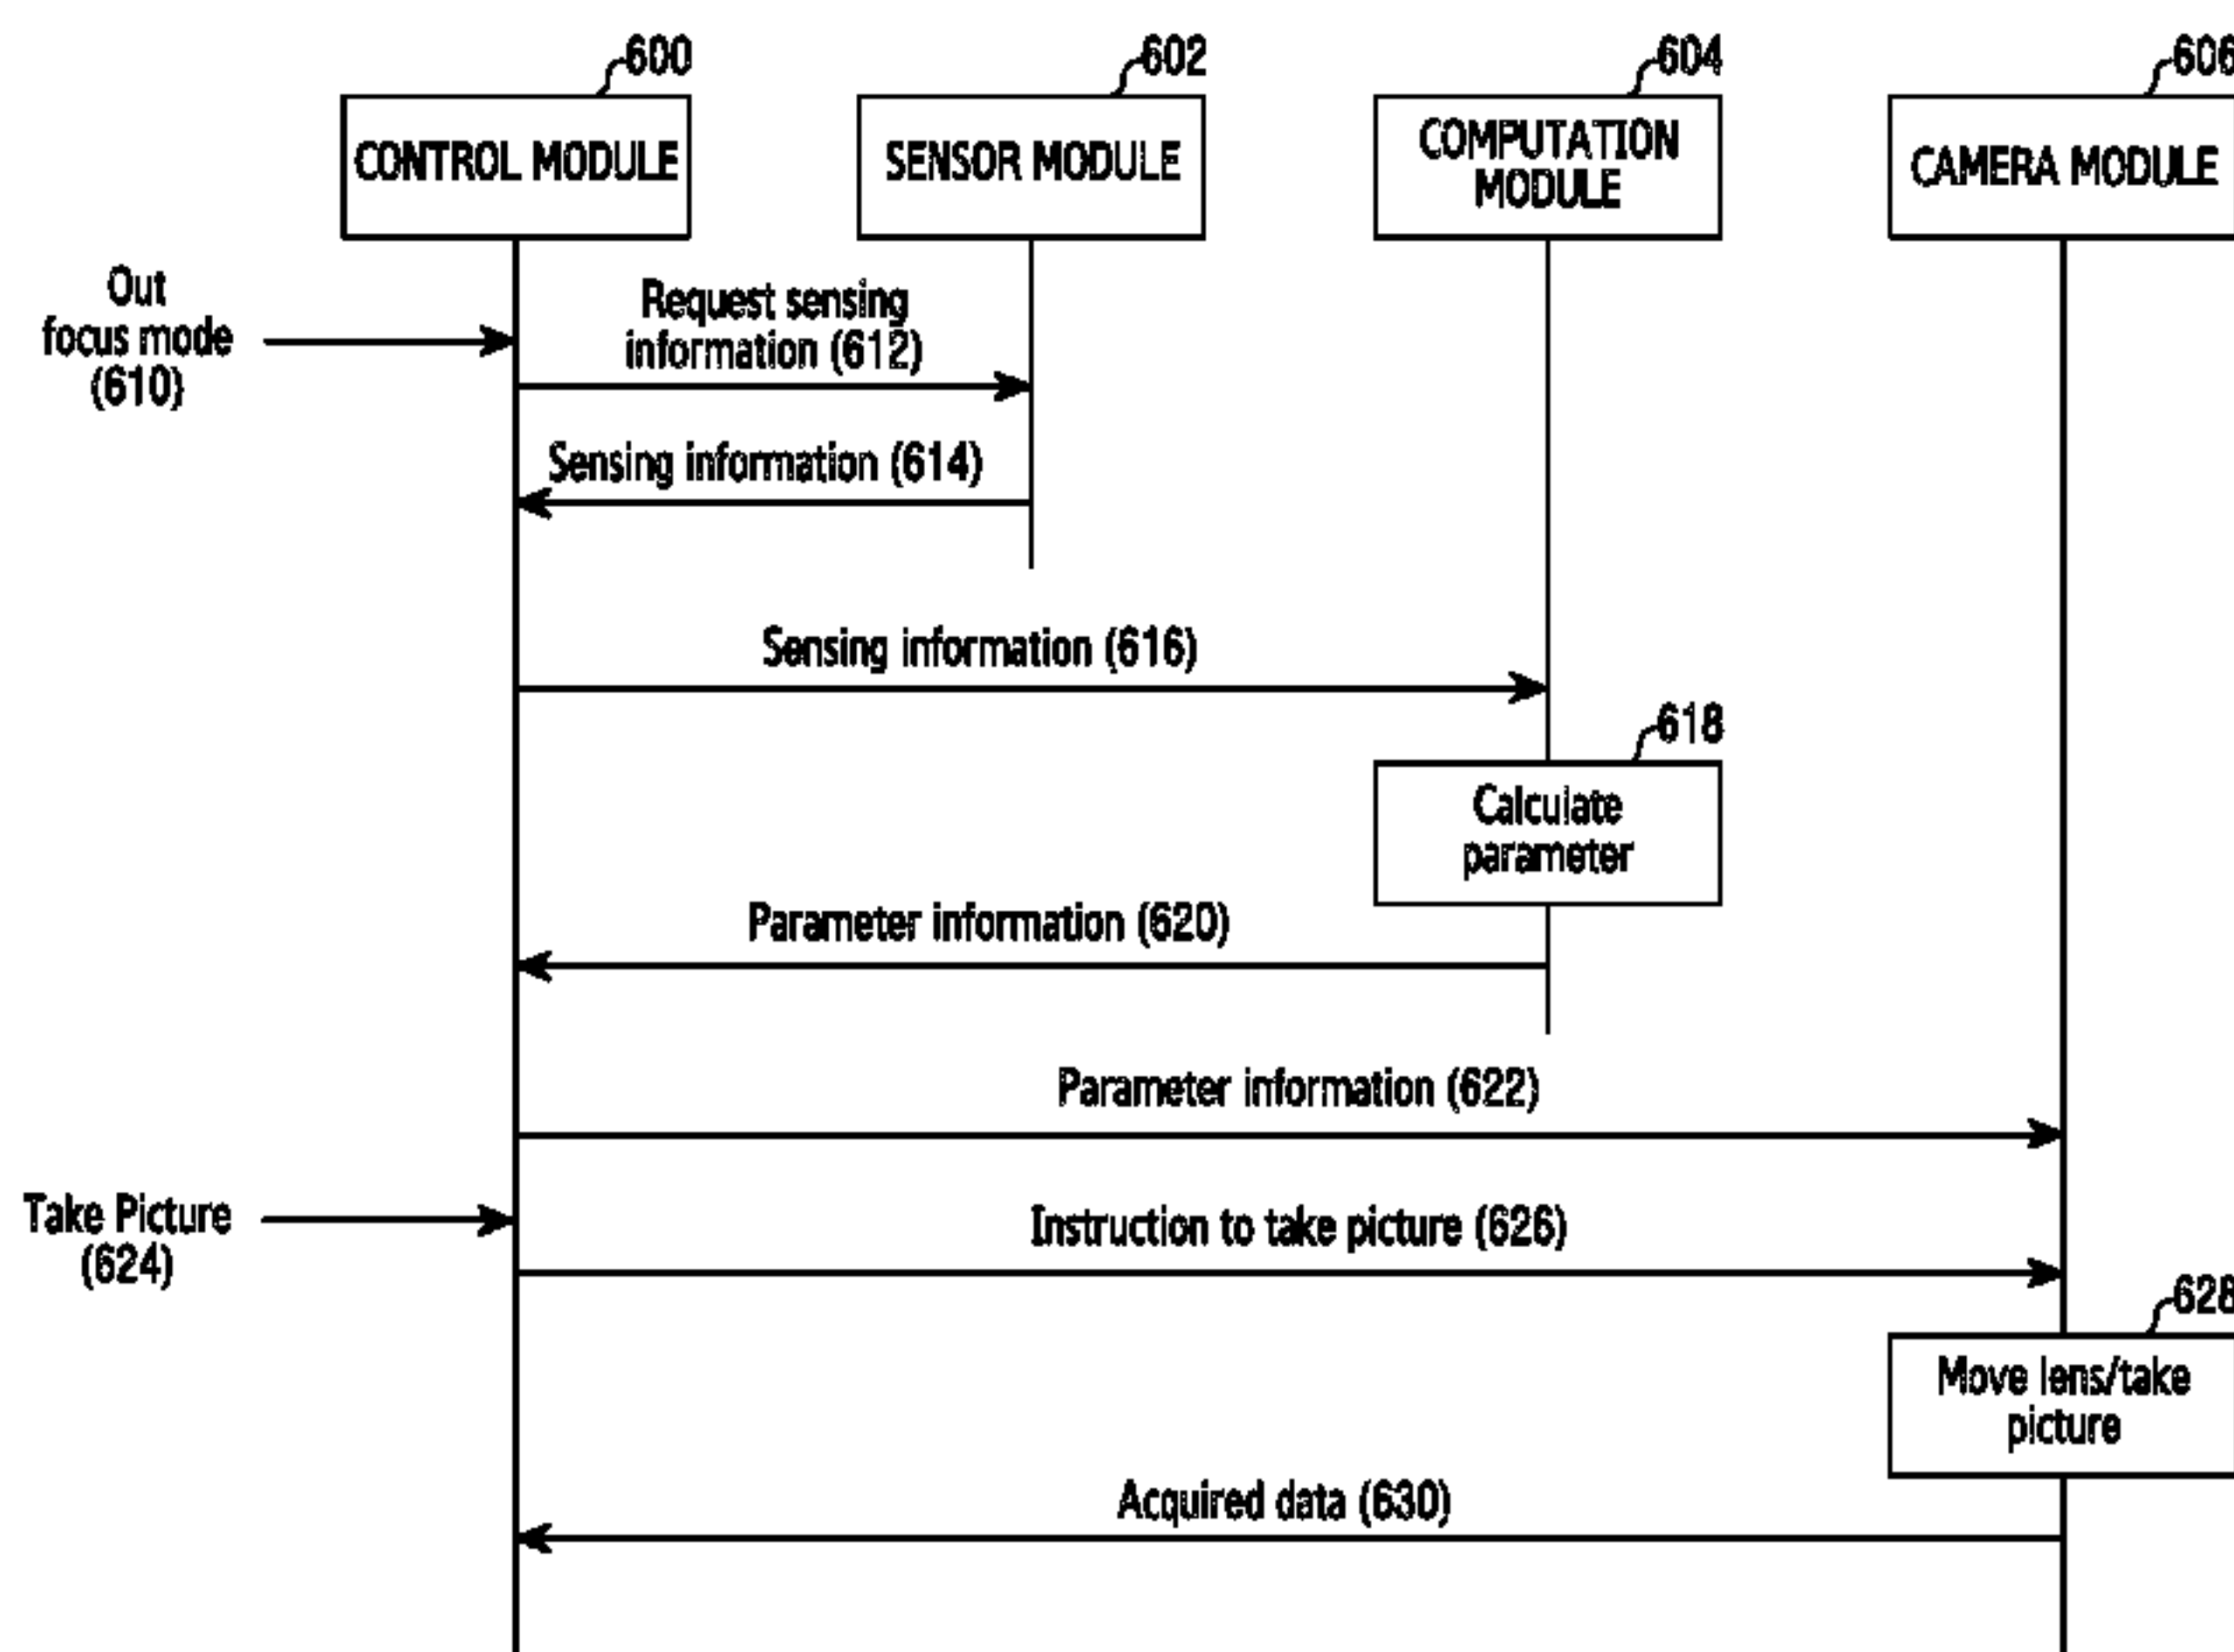 600
602
604
606
CONTROL MODULE
SENSOR MODULE
COMPUTATION
MODULE
CAMERA MODULE
Out
focus mode
(610)
Request sensing
information (612)
Sensing information (614)
Sensing information (616)
618
Calculate
parameter
Parameter information (620)
Parameter information (622)
Take Picture
(624)
Instruction to take picture (626)
628
Move lens/take
picture
Acquired data (630)